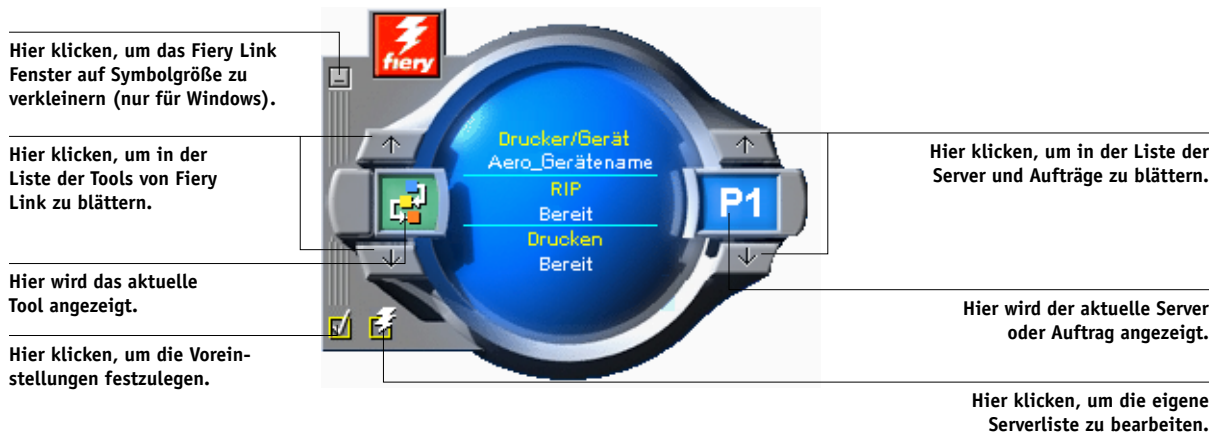 Hier klicken, um das Fiery Link
Fenster auf Symbolgröße zu
verkleinern (nur für Windows).
Hier klicken, um in der
Liste der Tools von Fiery
Link zu blättern.
Hier wird das aktuelle
Tool angezeigt.
Hier klicken, um die Vorein-
stellungen festzulegen.
fiery
Drucker/Gerät
Aero_Gerätename
RIP
Bereit
Drucken
Bereit
P1
Hier klicken, um in der Liste der
Server und Aufträge zu blättern.
Hier wird der aktuelle Server
oder Auftrag angezeigt.
Hier klicken, um die eigene
Serverliste zu bearbeiten.